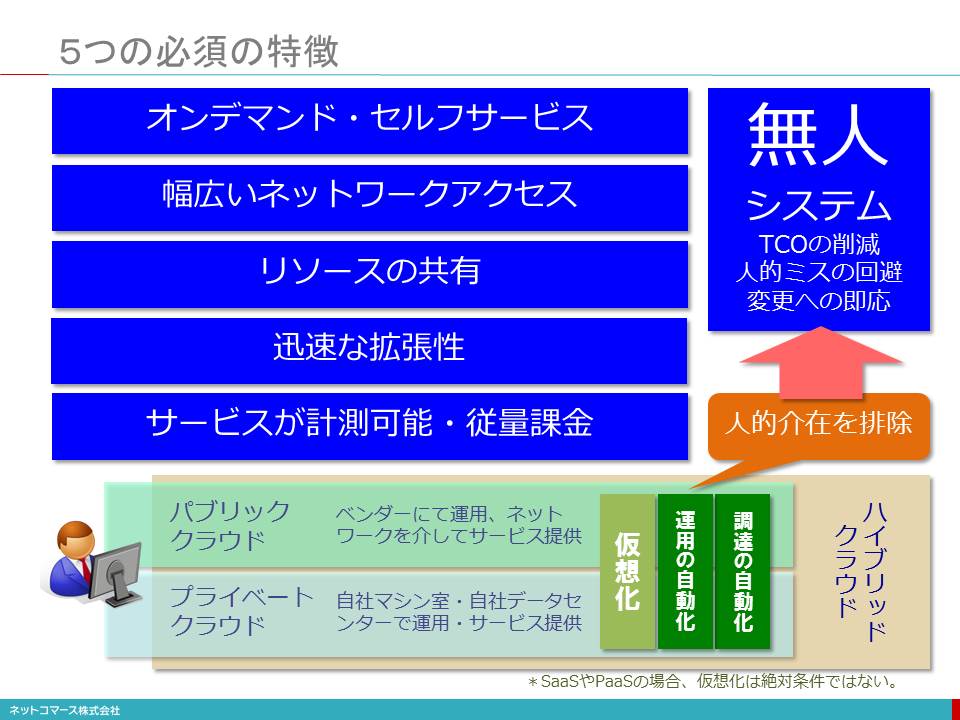 5つの必須の特徴
オンデマンド・セルフサービス
幅広いネットワークアクセス
リソースの共有
迅速な拡張性
サービスが計測可能・従量課金
無人
システム
TCOの削減
人的ミスの回避
変更への即応
人的介在を排除
パブリック
クラウド
ベンダーにて運用、ネット
ワークを介してサービス提供
プライベート
クラウド
自社マシン室・自社データセ
ンターで運用・サービス提供
仮想化
運用の自動化
調達の自動化
ハイブリッド
クラウド
＊SaaSやPaaSの場合、仮想化は絶対条件ではない。
ネットコマース株式会社